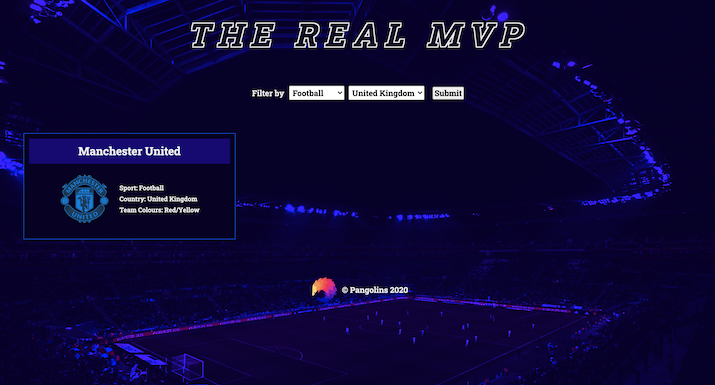 THE REAL MVP
Filter by Football United Kingdom Submit
Manchester United
MANCHESTER
UNITED
Sport: Football
Country: United Kingdom
Team Colours: Red/Yellow
© Pangolins 2020